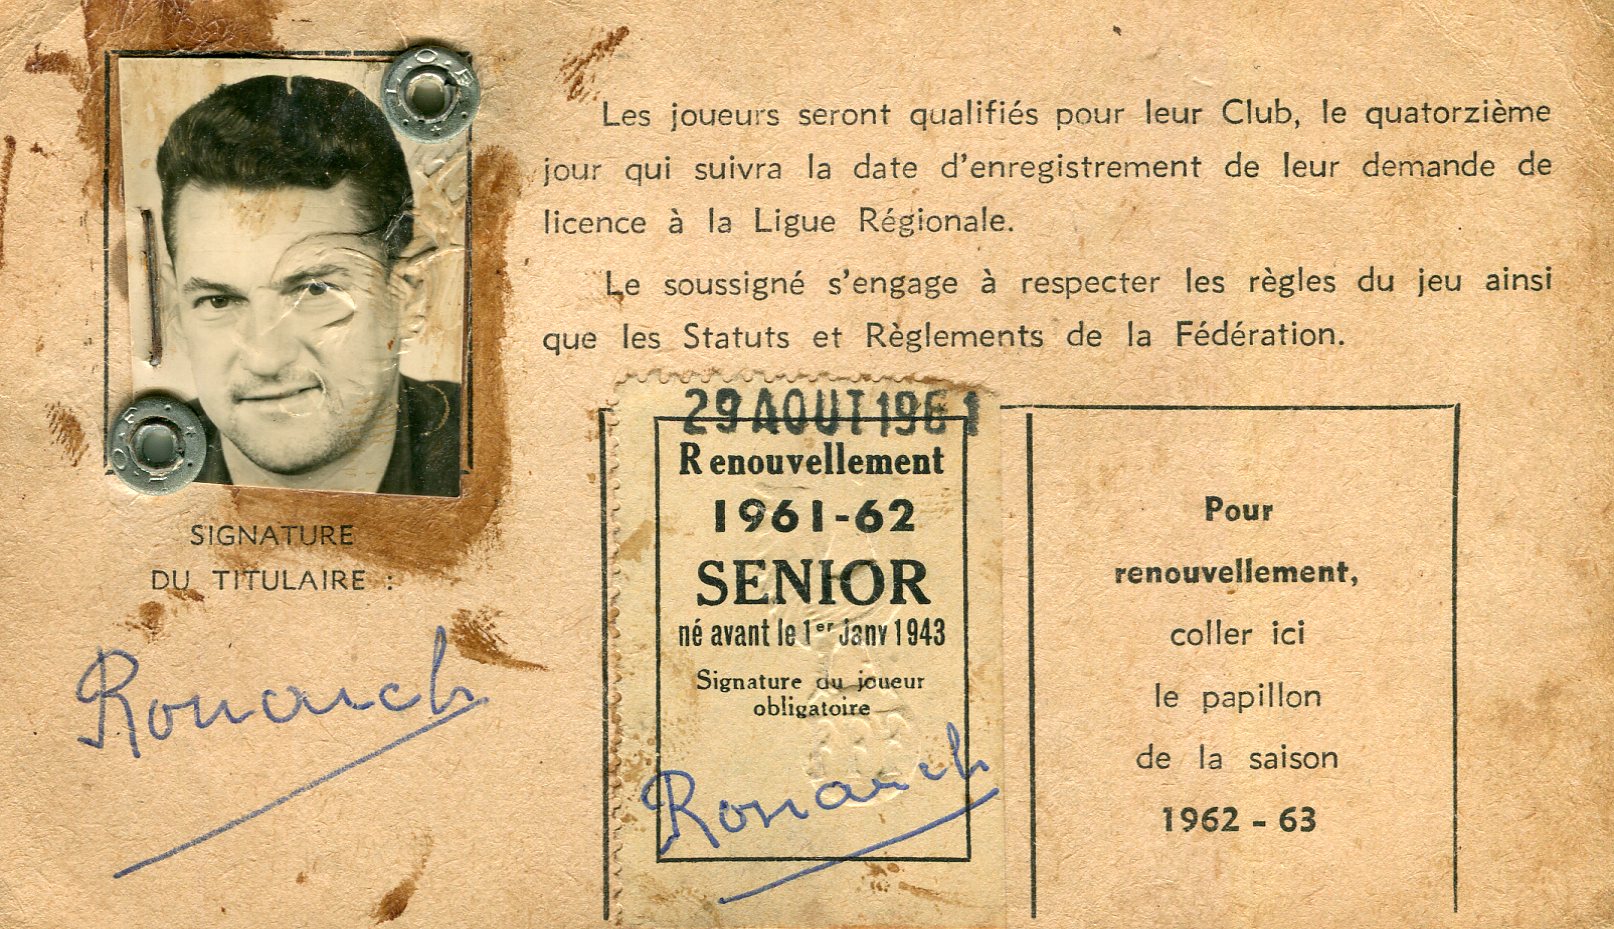 Les joueurs seront qualifiés pour leur Club, le quatorzième
jour qui suivra la date d'enregistrement de leur demande de
licence à la Ligue Régionale.
Le soussigné s'engage à respecter les règles du jeu ainsi
que les Statuts et Règlements de la Fédération.
SIGNATURE
DU TITULAIRE :
Ronarch
29 AOUT 1961
Renouvellement
1961-62
SENIOR
né avant le 1er Janv 1943
Signature du joueur
obligatoire
Ronarch
Pour
renouvellement,
coller ici
le papillon
de la saison
1962 - 63